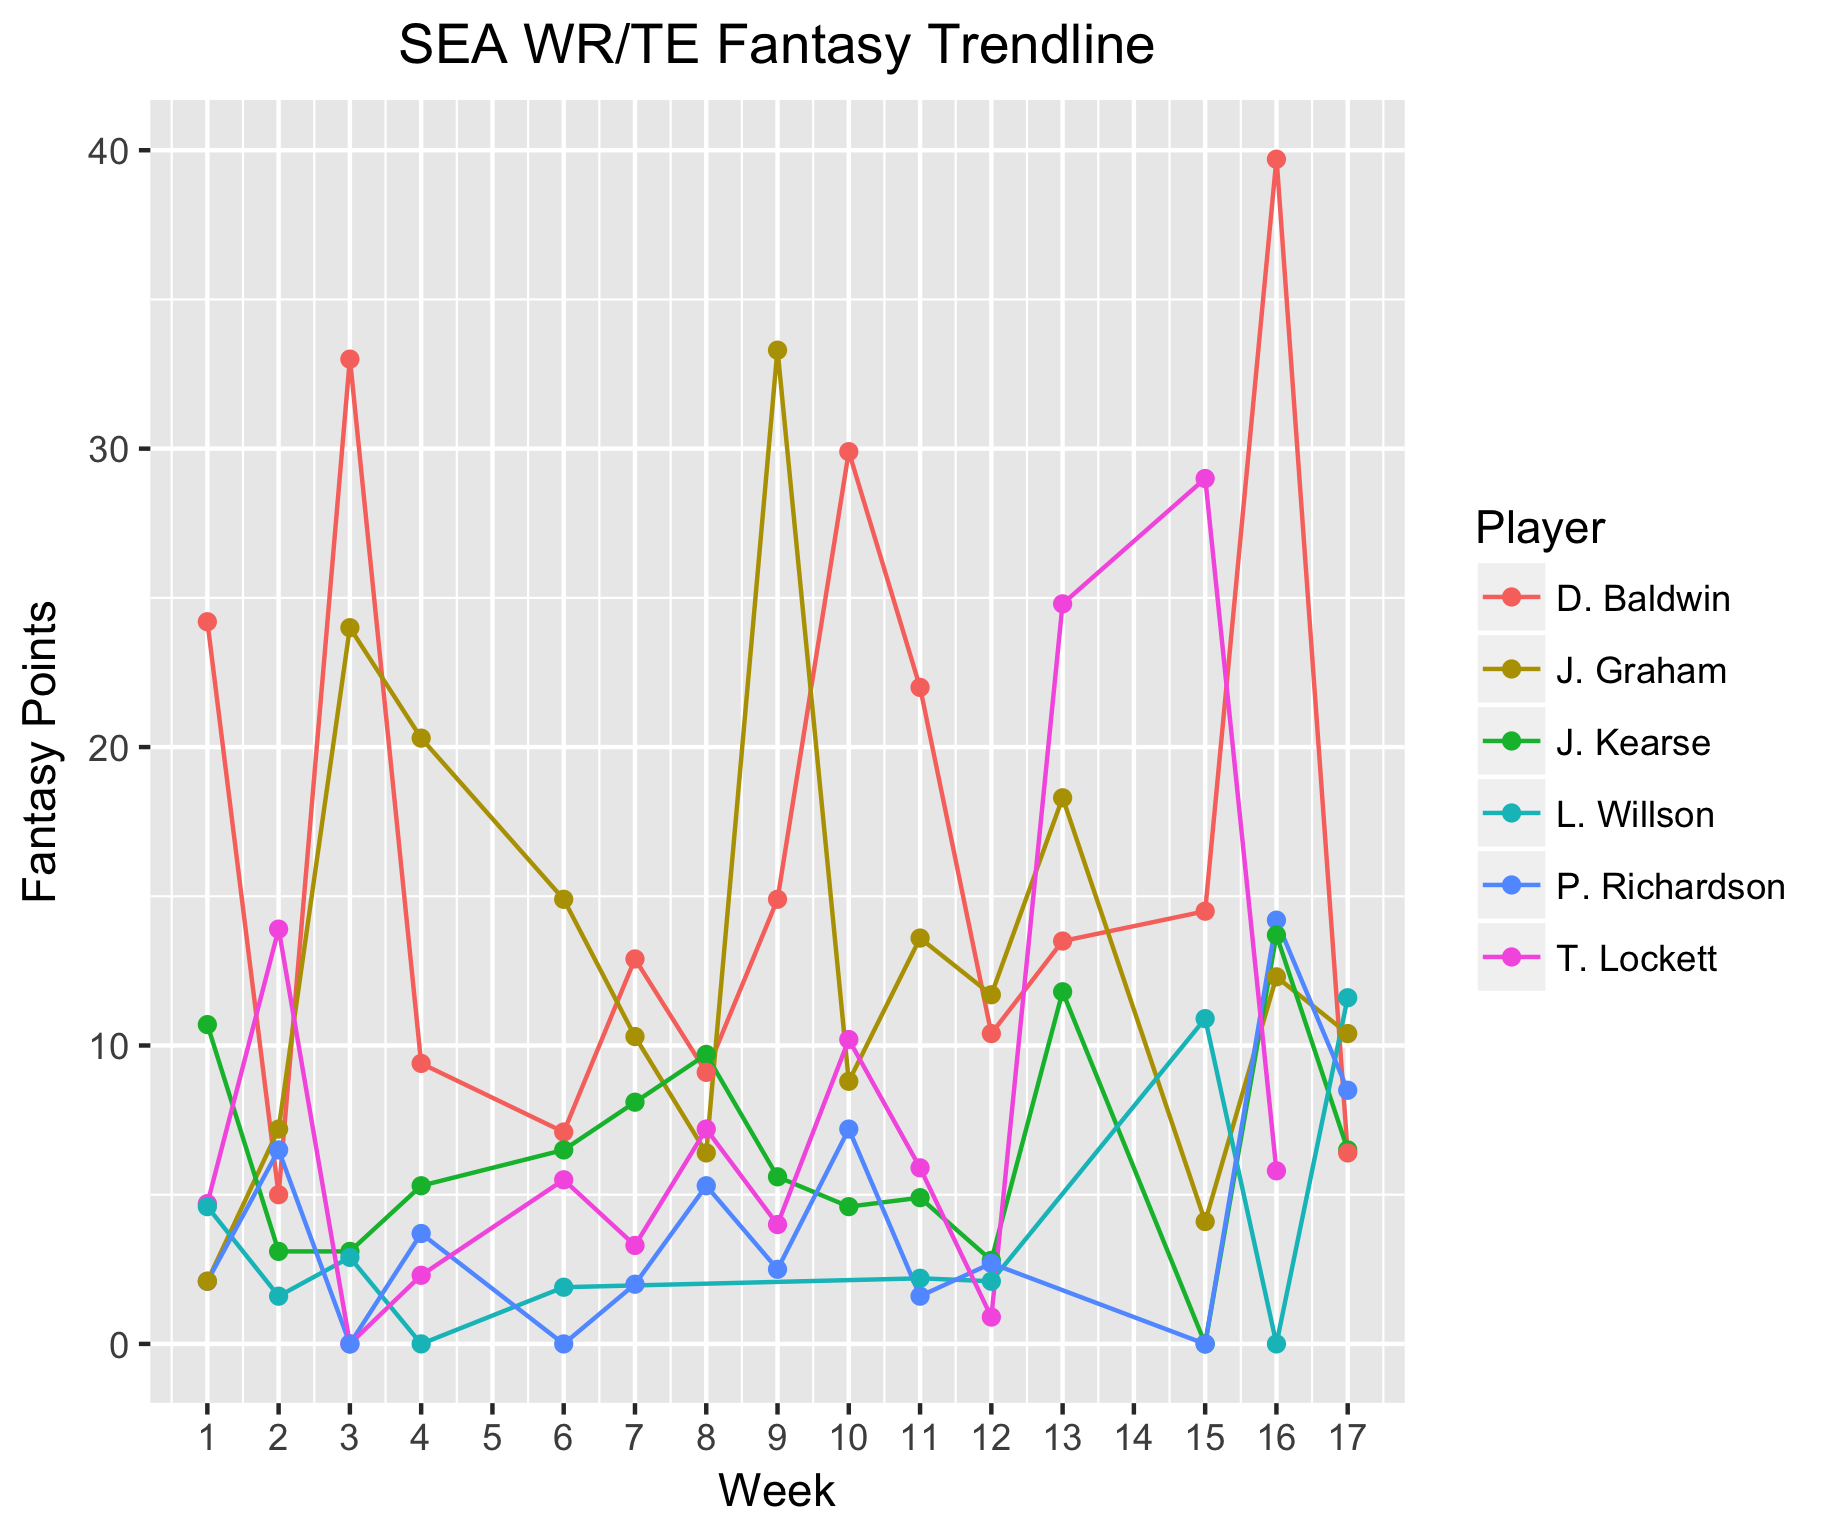 SEA WR/TE Fantasy Trendline
40
30
20
10
0
Fantasy Points
1 2 3 4 5 6 7 8 9 10 11 12 13 14 15 16 17
Week
Player
D. Baldwin
J. Graham
J. Kearse
L. Willson
P. Richardson
T. Lockett